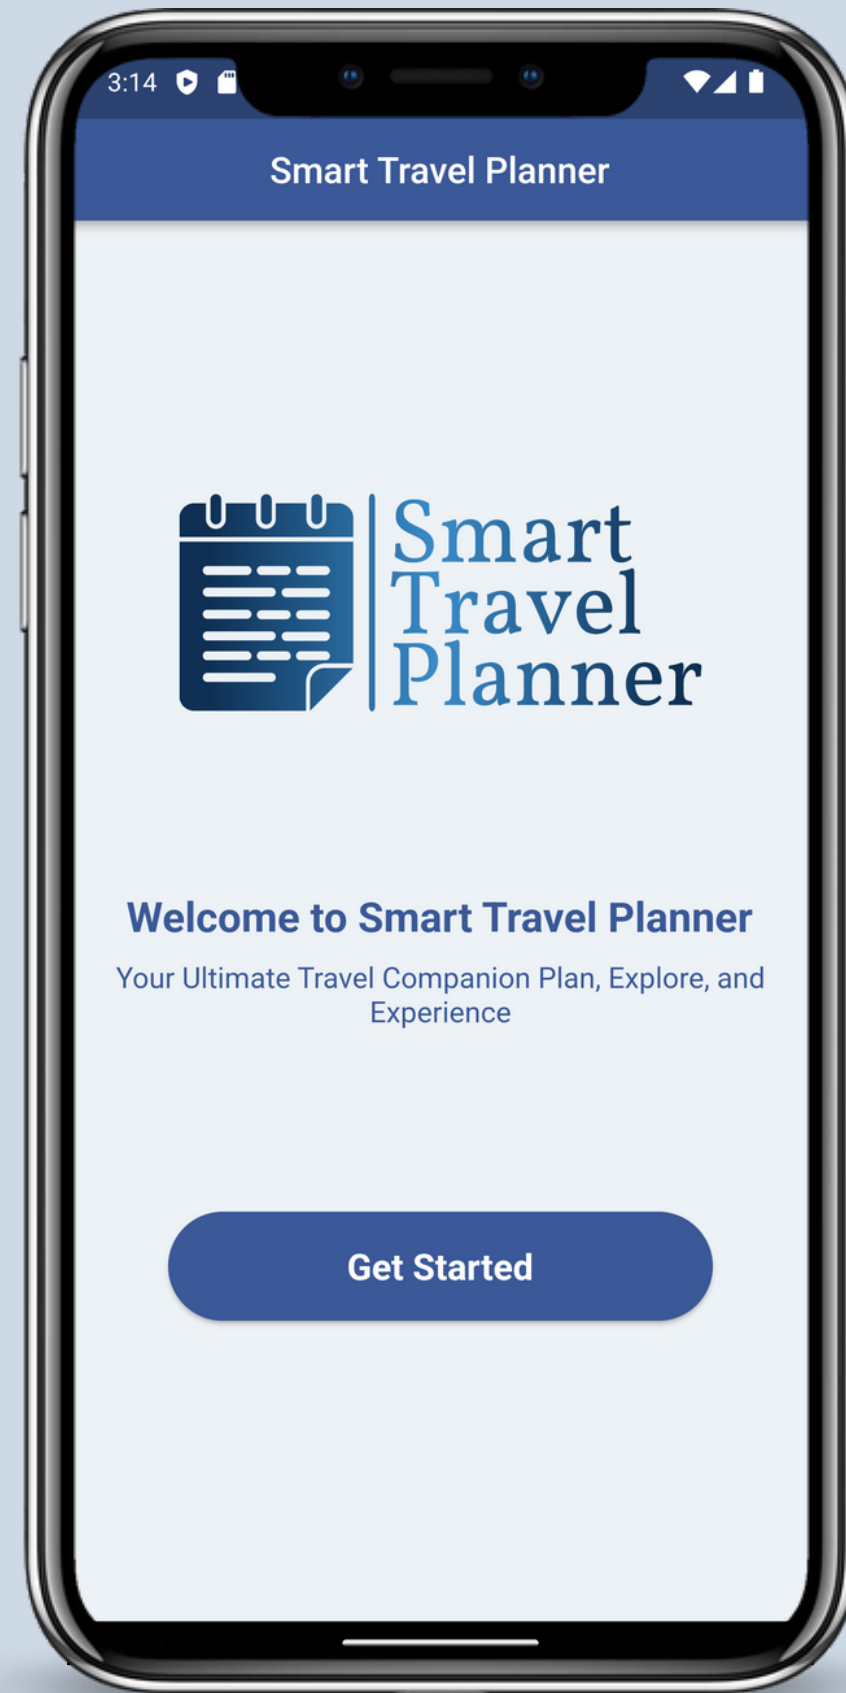 3:14
Smart Travel Planner
Smart
Travel
Planner
Welcome to Smart Travel Planner
Your Ultimate Travel Companion Plan, Explore, and
Experience
Get Started